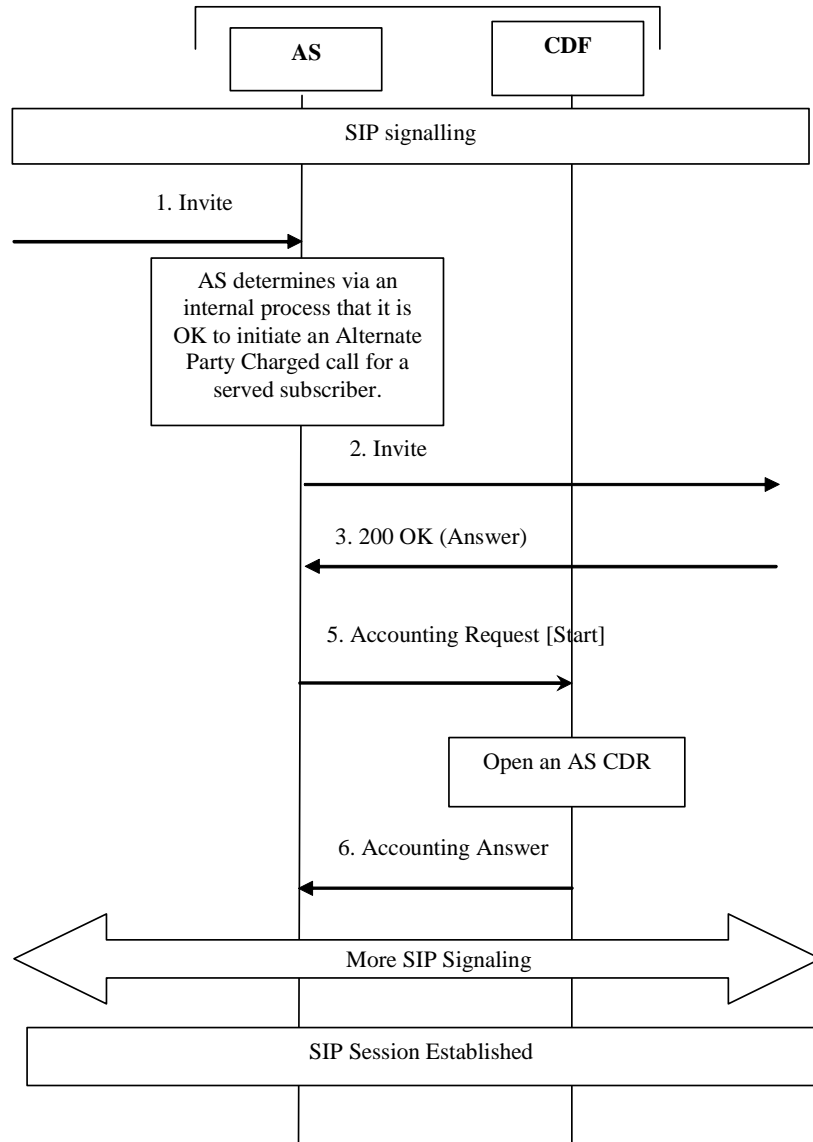 AS
CDF
SIP signalling
1. Invite
AS determines via an
internal process that it is
OK to initiate an Alternate
Party Charged call for a
served subscriber.
2. Invite
3. 200 OK (Answer)
5. Accounting Request [Start]
Open an AS CDR
6. Accounting Answer
More SIP Signaling
SIP Session Established